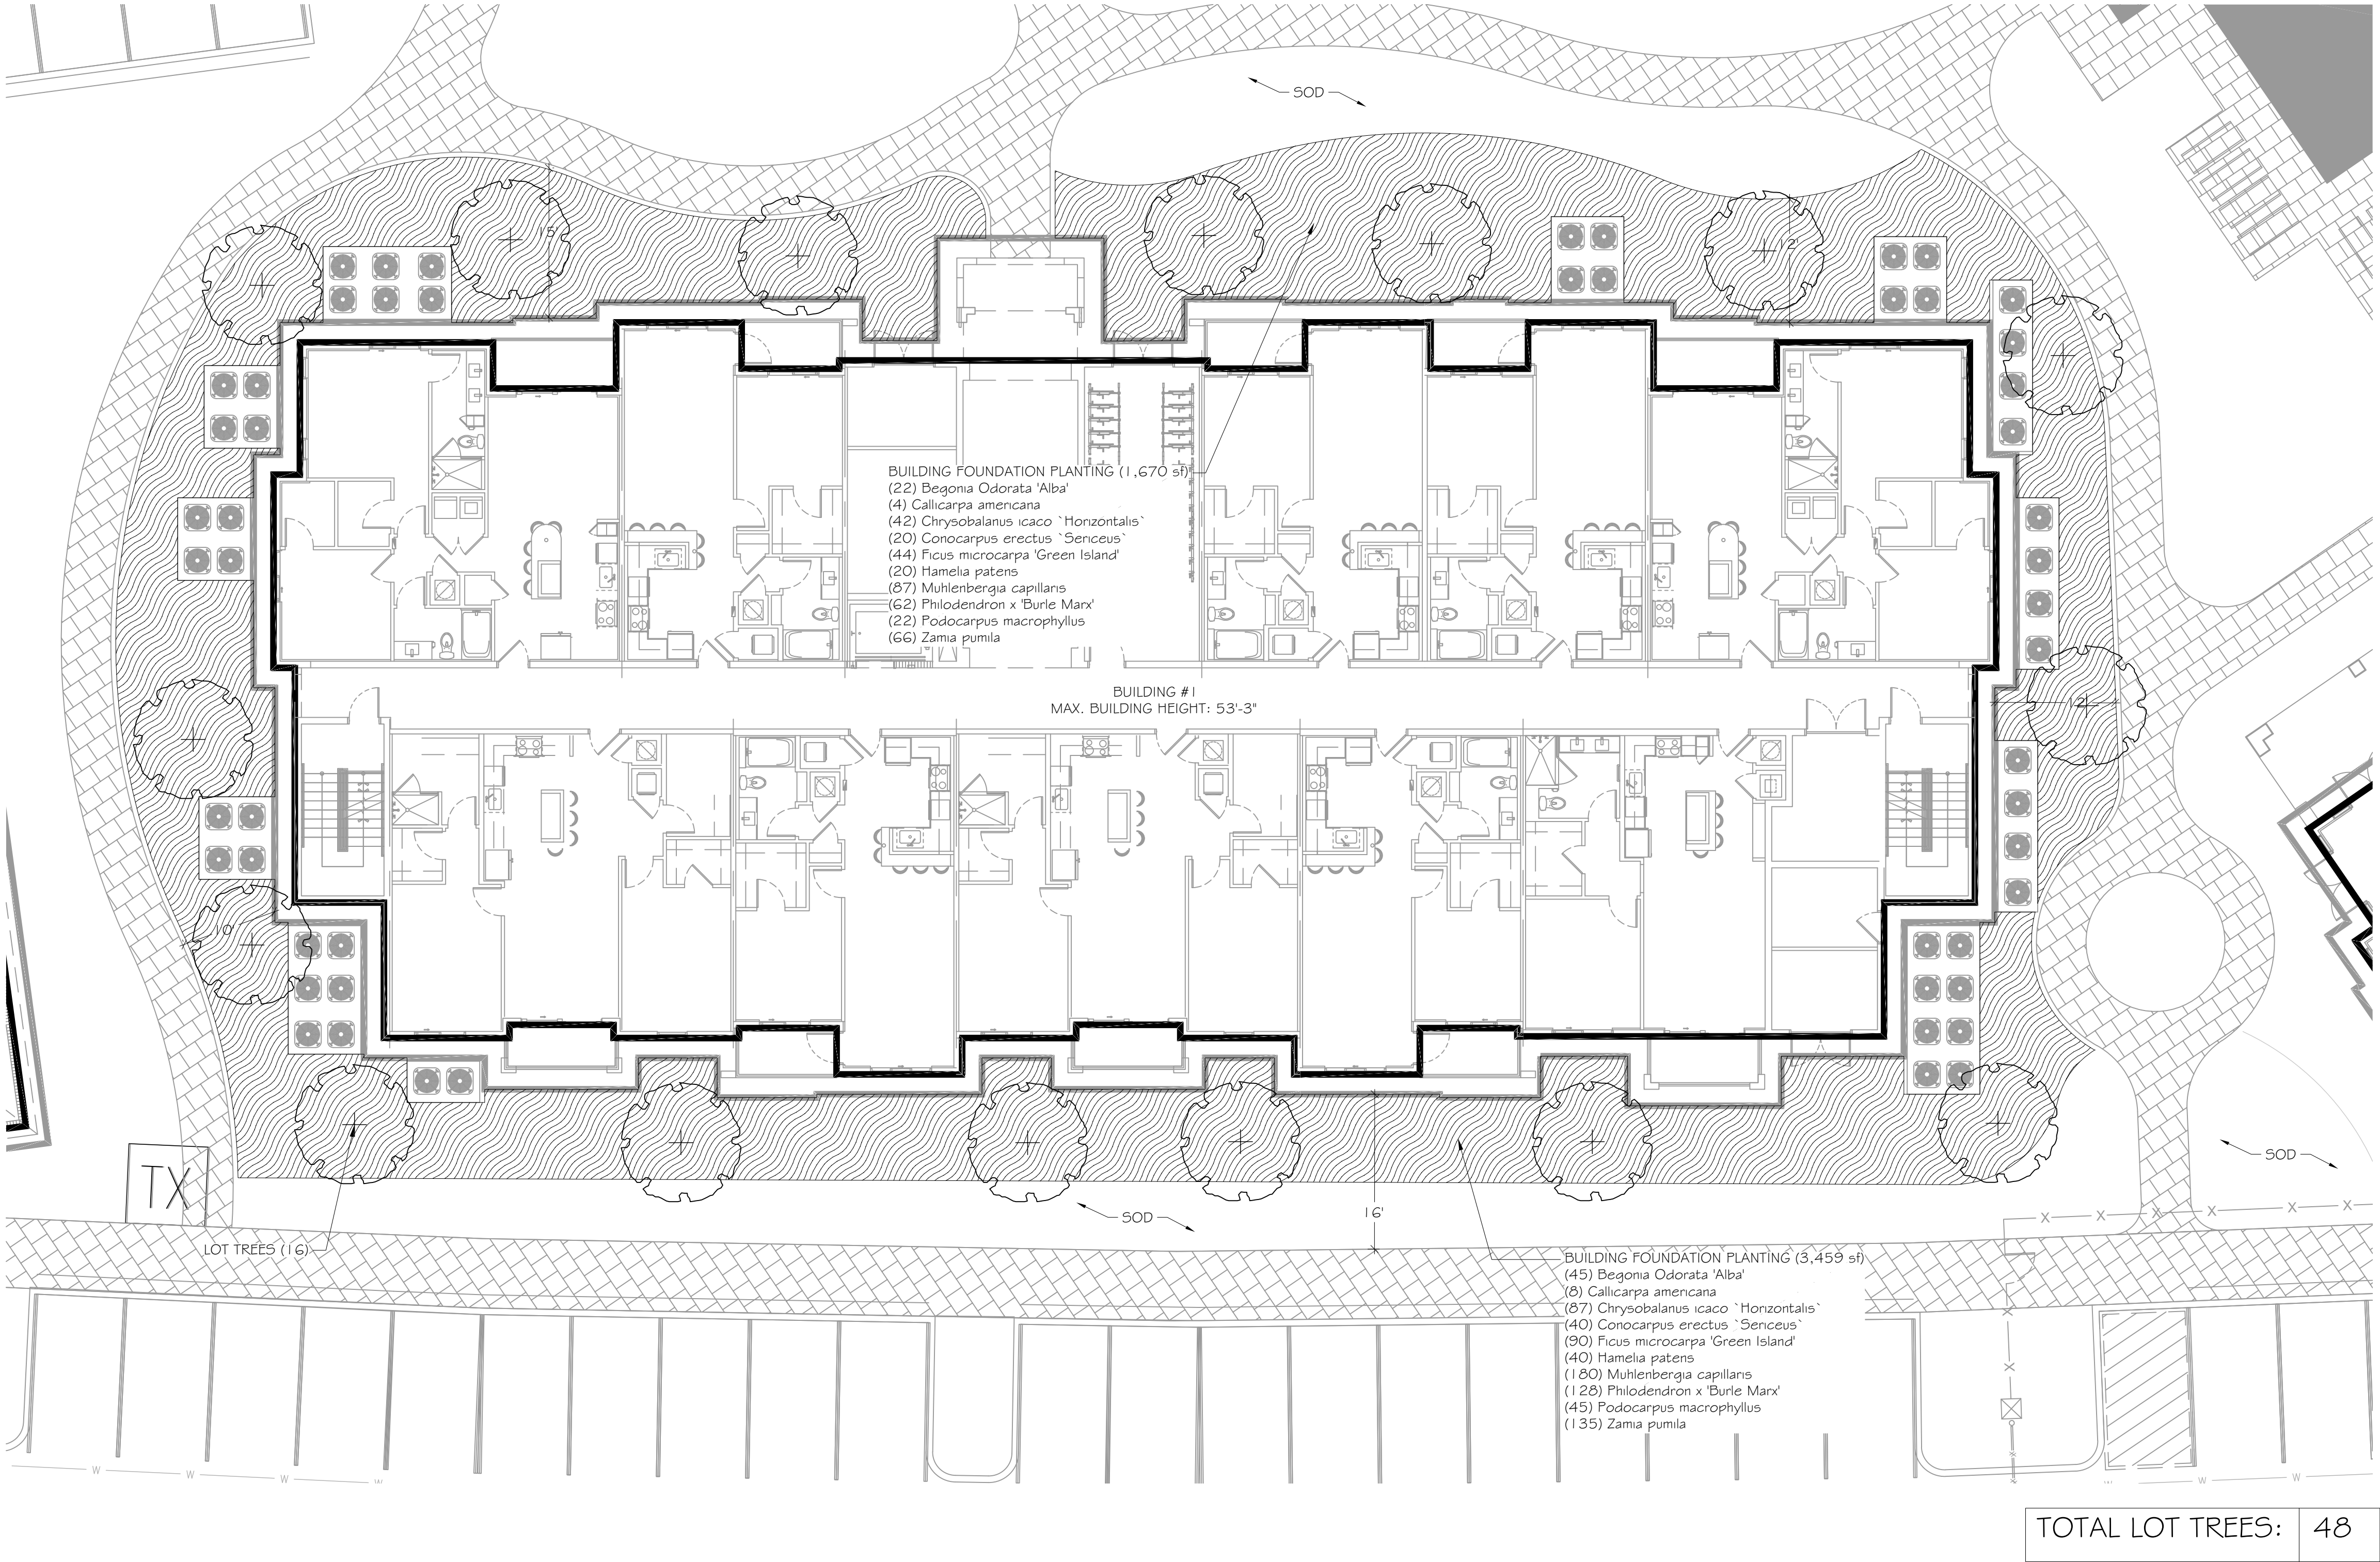 SOD
15'
12'
BUILDING FOUNDATION PLANTING (1,670 sf)
(22) Begonia Odorata 'Alba'
(4) Callicarpa americana
(42) Chrysobalanus icaco `Horizontalis`
(20) Conocarpus erectus `Sericeus`
(44) Ficus microcarpa 'Green Island'
(20) Hamelia patens
(87) Muhlenbergia capillaris
(62) Philodendron x 'Burle Marx'
(22) Podocarpus macrophyllus
(66) Zamia pumila
BUILDING #1
MAX. BUILDING HEIGHT: 53'-3"
12'
10'
TX
SOD
SOD
16'
X X X X X
LOT TREES (16)
BUILDING FOUNDATION PLANTING (3,459 sf)
(45) Begonia Odorata 'Alba'
(8) Callicarpa americana
(87) Chrysobalanus icaco `Horizontalis`
(40) Conocarpus erectus `Sericeus`
(90) Ficus microcarpa 'Green Island'
(40) Hamelia patens
(180) Muhlenbergia capillaris
(128) Philodendron x 'Burle Marx'
(45) Podocarpus macrophyllus
(135) Zamia pumila
X
X
W W W W W W
TOTAL LOT TREES: 48